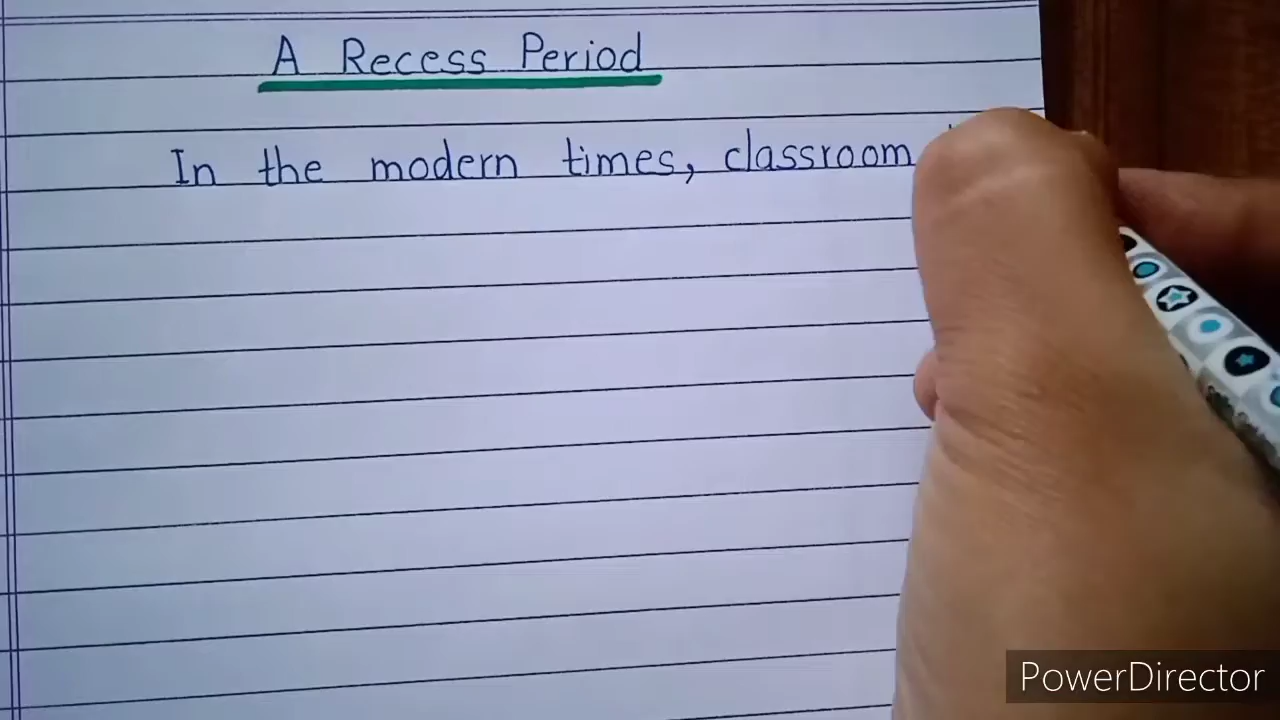 A Recess Period
In the modern times, classroom
PowerDirector